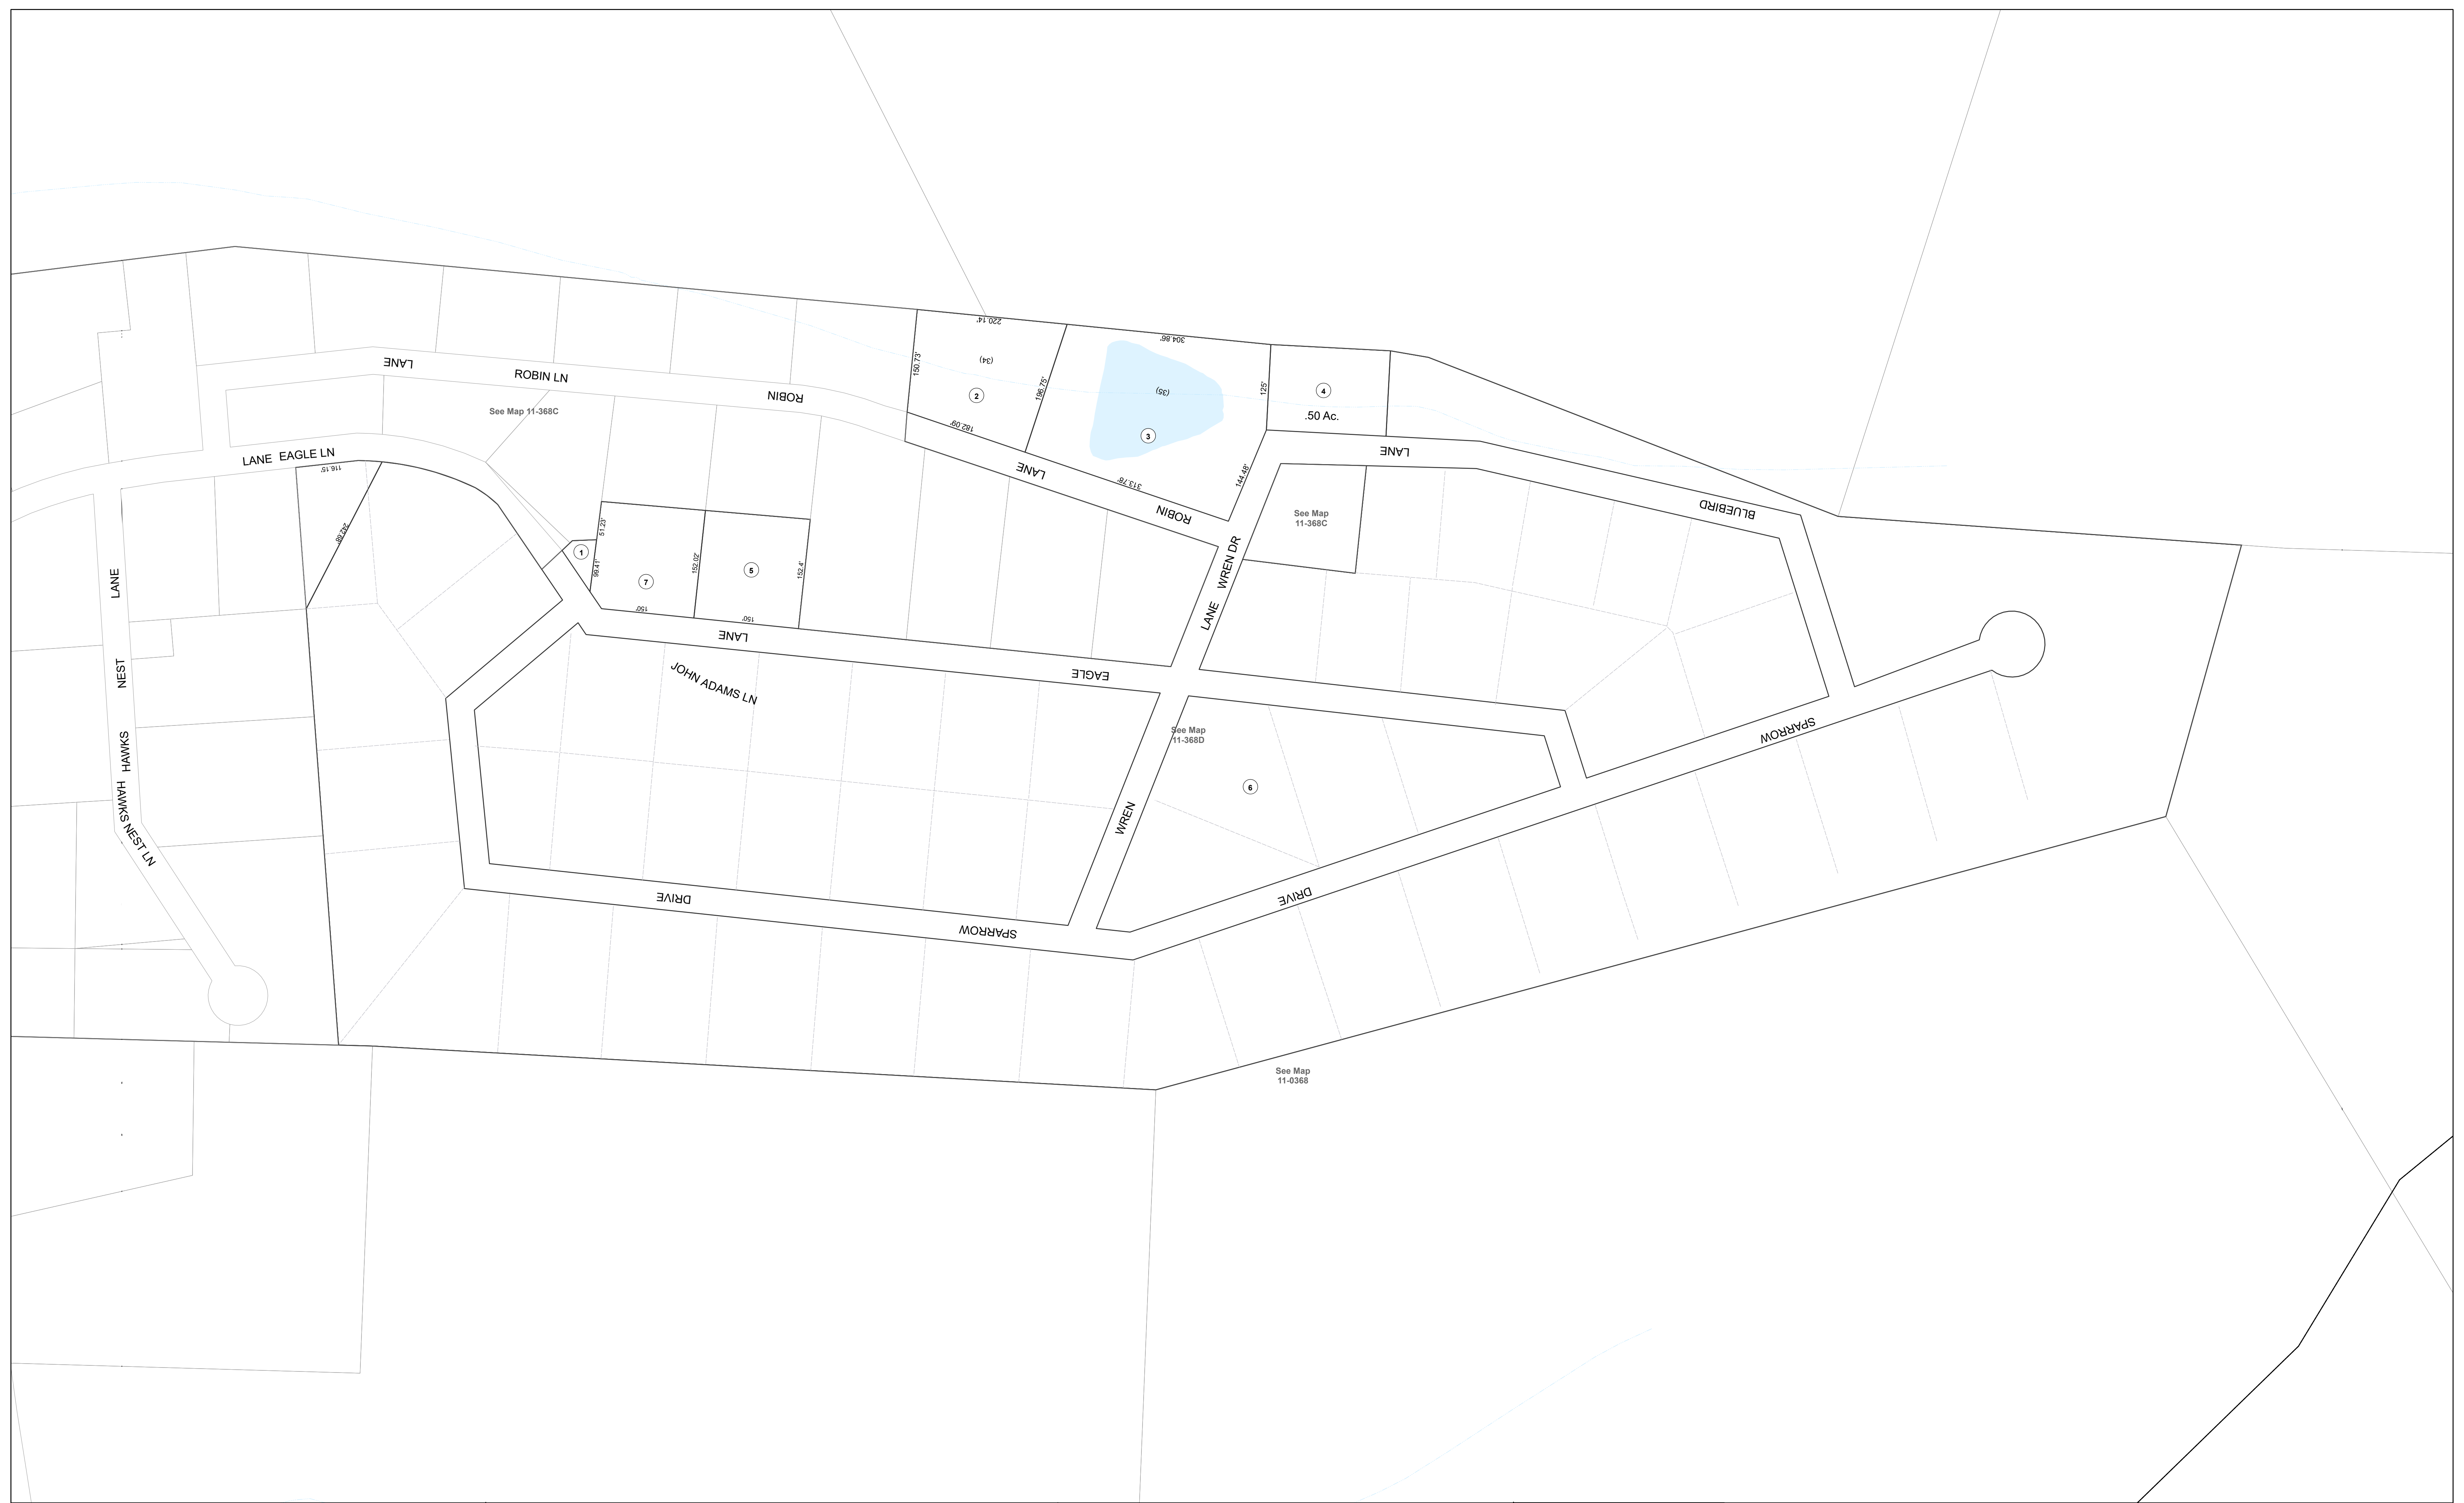 220.14'
304.86'
(34)
150.73'
196.75'
(35)
2
125'
4
.50 Ac.
182.09'
3
LANE
ROBIN LN
ROBIN
See Map 11-368C
LANE EAGLE LN
116.15'
242.68'
LANE
313.78'
144.48'
ROBIN
LANE
BLUEBIRD
See Map
11-368C
51.23'
1
99.41'
7
152.02'
5
152.4'
150'
150'
LANE WREN DR
LANE
NEST
HAWKS
HAWKS NEST LN
LANE
EAGLE
JOHN ADAMS LN
See Map
11-368D
6
WREN
SPARROW
DRIVE
DRIVE
SPARROW
See Map
11-0368